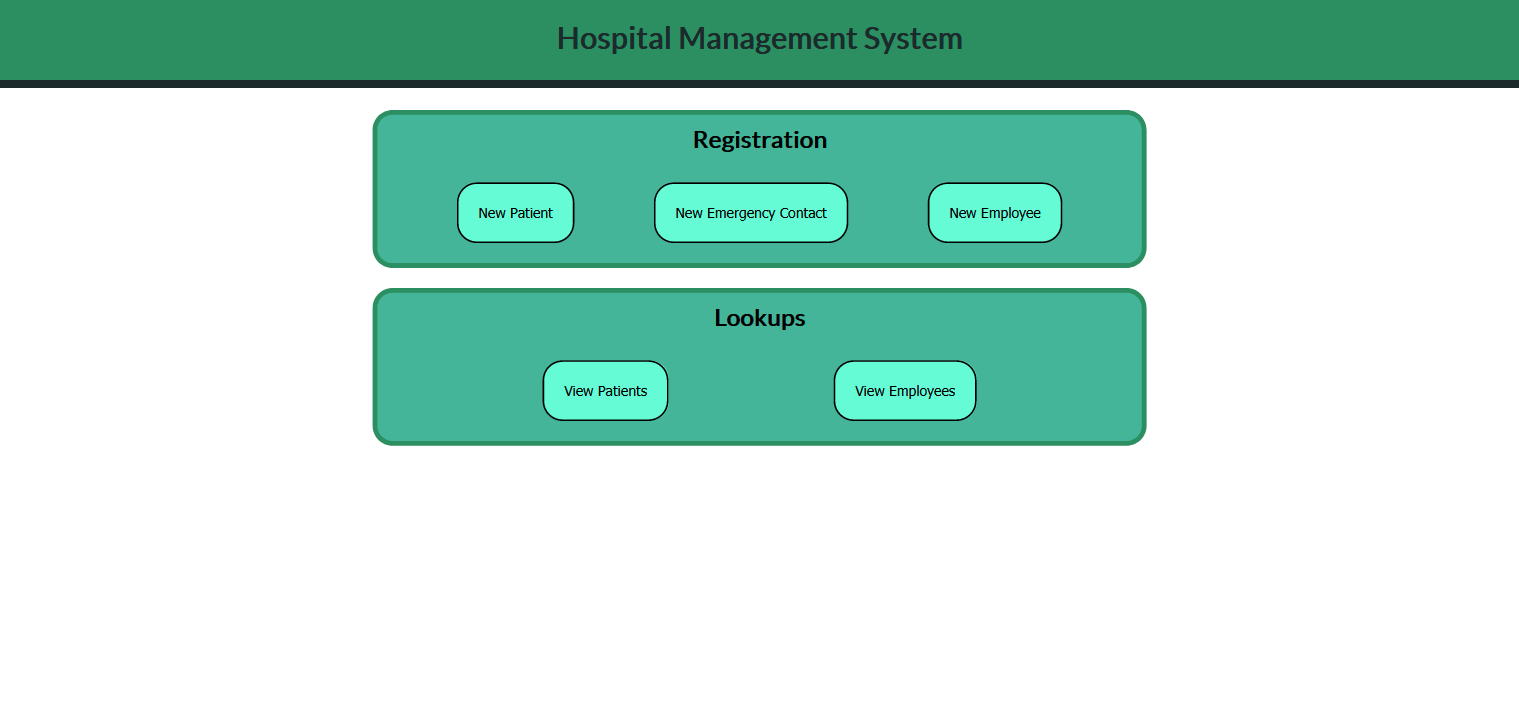 Hospital Management System
Registration
New Patient
New Emergency Contact
New Employee
Lookups
View Patients
View Employees